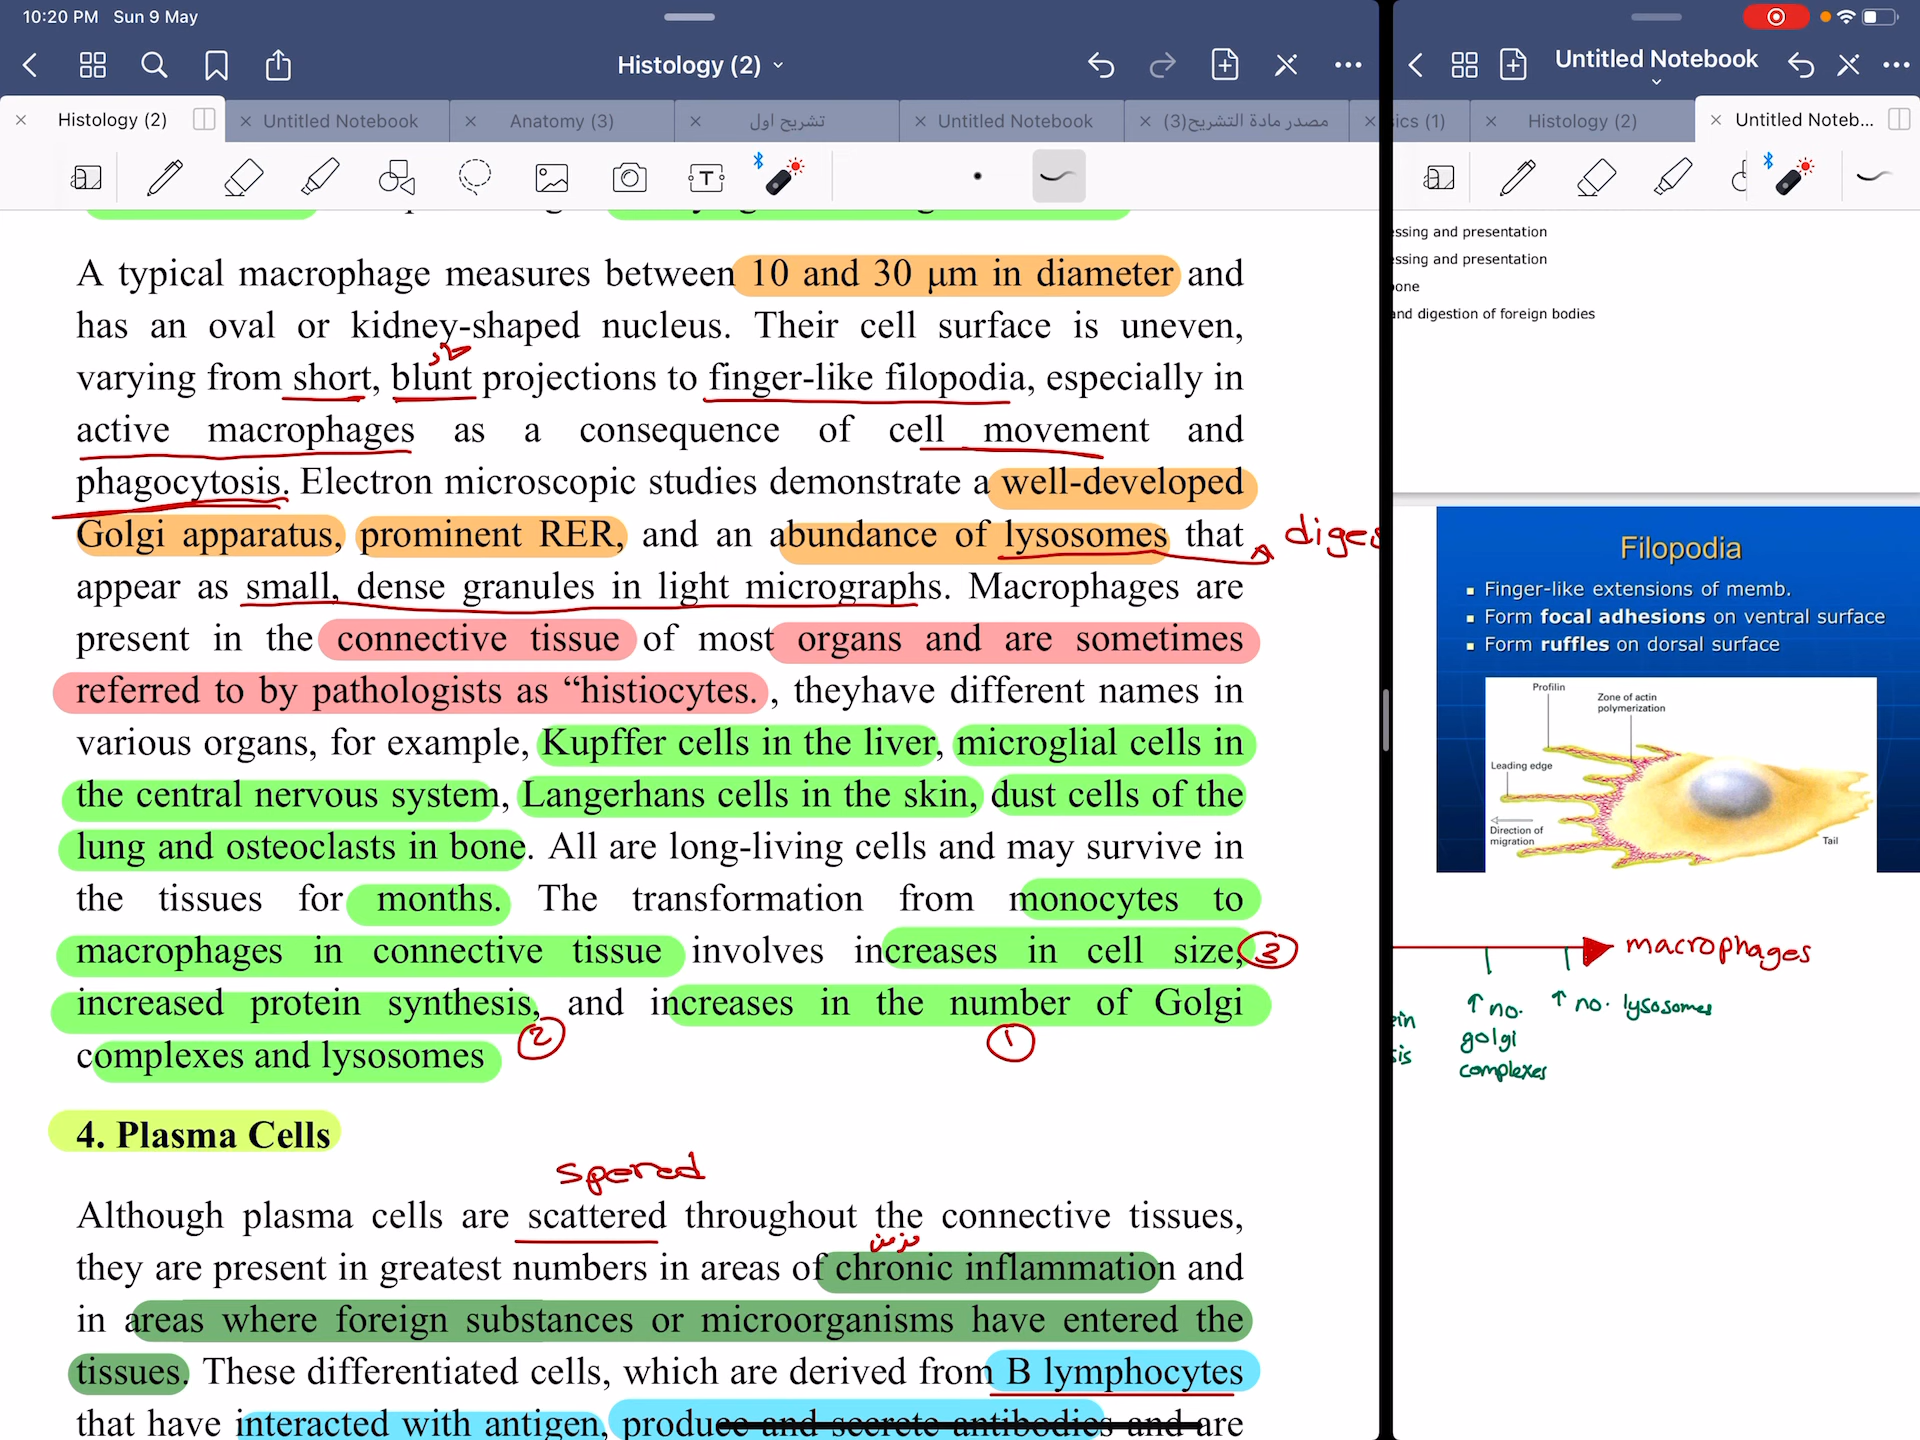 10:20 PM Sun 9 May
Histology (2)
Untitled Notebook
Histology (2)
Untitled Notebook
Anatomy (3)
تشريح اول
Untitled Notebook
مصدر مادة التشريح(3)
sics (1)
Histology (2)
Untitled Noteb...
A typical macrophage measures between 10 and 30 μm in diameter and
has an oval or kidney-shaped nucleus. Their cell surface is uneven,
varying from short, blunt projections to finger-like filopodia, especially in
active macrophages as a consequence of cell movement and
phagocytosis. Electron microscopic studies demonstrate a well-developed
Golgi apparatus, prominent RER, and an abundance of lysosomes that
diges
appear as small, dense granules in light micrographs. Macrophages are
present in the connective tissue of most organs and are sometimes
referred to by pathologists as “histiocytes. , theyhave different names in
various organs, for example, Kupffer cells in the liver, microglial cells in
the central nervous system, Langerhans cells in the skin, dust cells of the
lung and osteoclasts in bone. All are long-living cells and may survive in
the tissues for months. The transformation from monocytes to
macrophages in connective tissue involves increases in cell size, 3
increased protein synthesis, and increases in the number of Golgi
2 1
complexes and lysosomes
4. Plasma Cells
spered
Although plasma cells are scattered throughout the connective tissues,
مزمن
they are present in greatest numbers in areas of chronic inflammation and
in areas where foreign substances or microorganisms have entered the
tissues. These differentiated cells, which are derived from B lymphocytes
that have interacted with antigen, produce and secrete antibodies and are
essing and presentation
essing and presentation
bone
and digestion of foreign bodies
Filopodia
Finger-like extensions of memb.
Form focal adhesions on ventral surface
Form ruffles on dorsal surface
Profilin
Zone of actin
polymerization
Leading edge
Direction of
migration
Tail
macrophages
ein
sis
↑ no.
golgi
complexes
↑ no. lysosomes